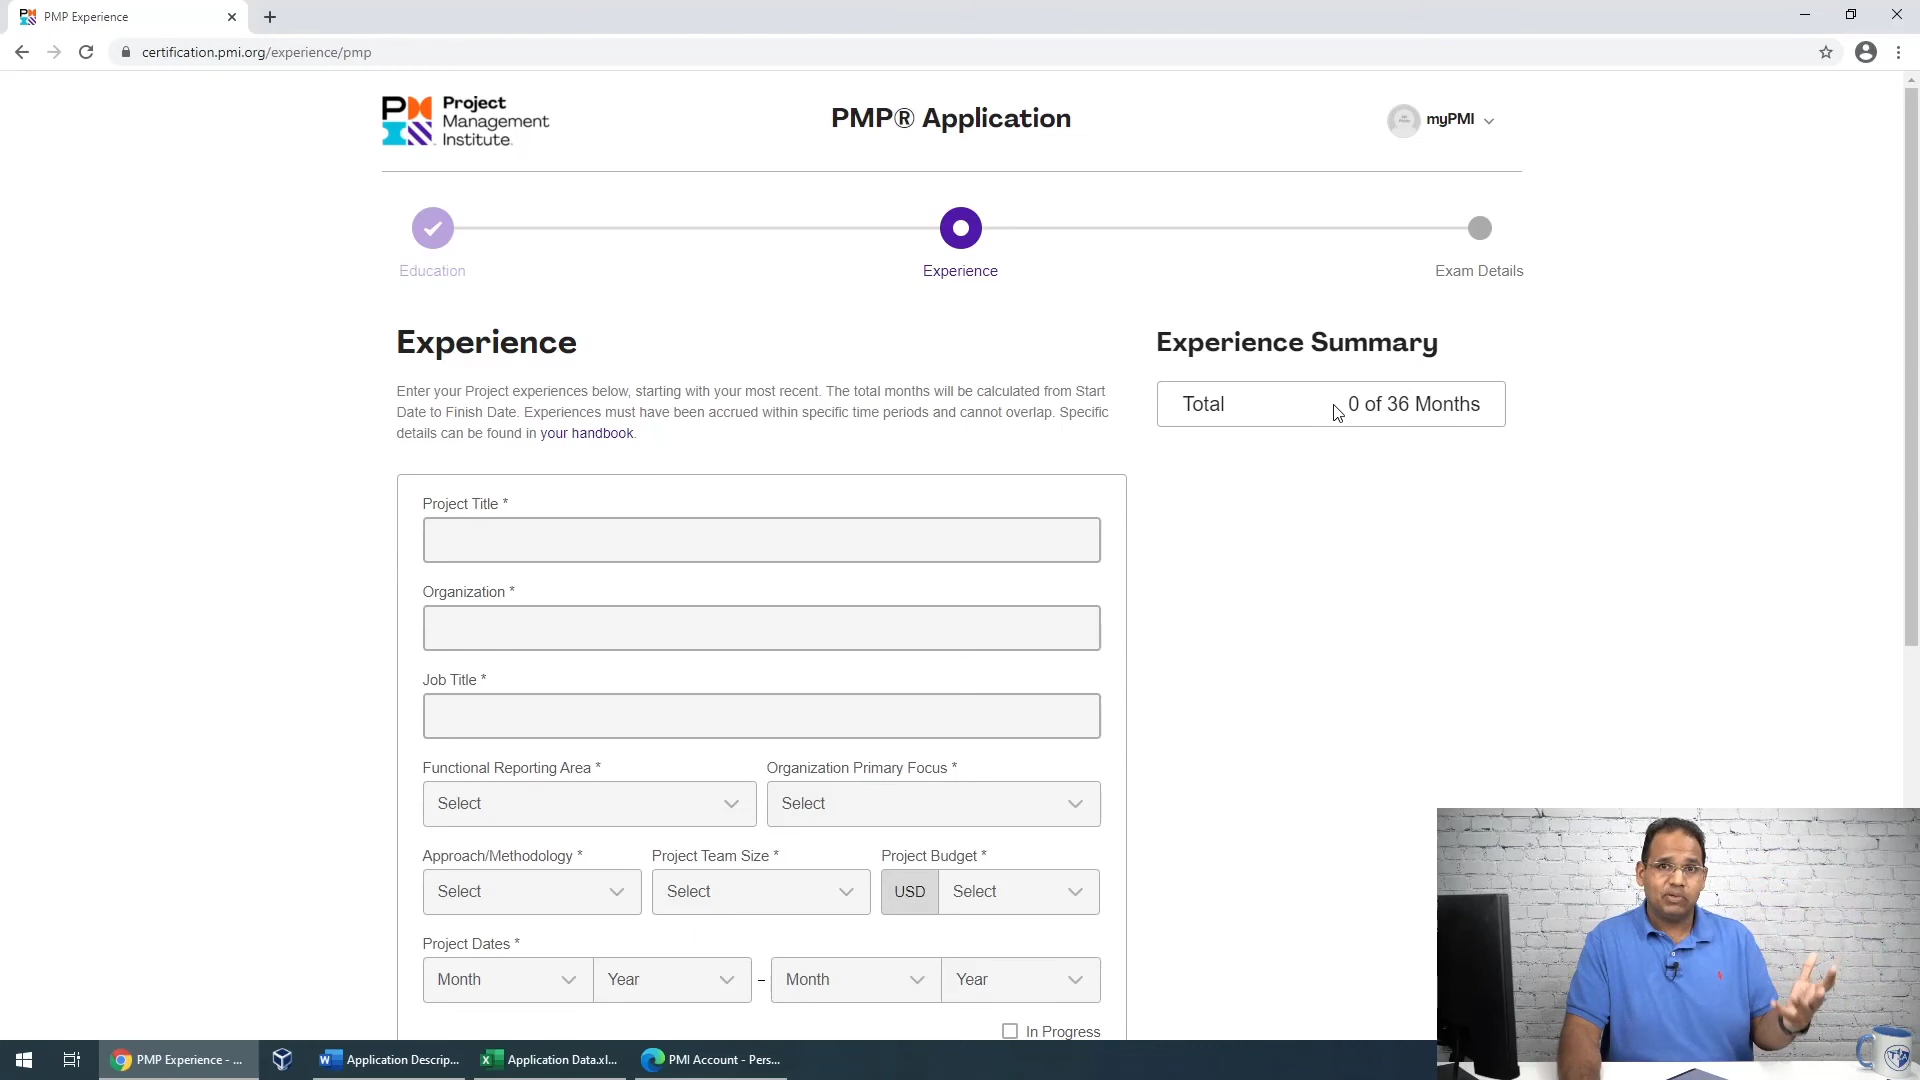 PMP Experience
certification.pmi.org/experience/pmp
Project
Management
Institute.
PMP® Application
myPMI
Education
Experience
Exam Details
Experience
Experience Summary
Enter your Project experiences below, starting with your most recent. The total months will be calculated from Start
Date to Finish Date. Experiences must have been accrued within specific time periods and cannot overlap. Specific
details can be found in your handbook.
Total 0 of 36 Months
Project Title *
Organization *
Job Title *
Functional Reporting Area * Organization Primary Focus *
Select Select
Approach/Methodology * Project Team Size * Project Budget *
Select Select USD Select
Project Dates *
Month Year – Month Year
In Progress
PMP Experience - ... Application Descrip... Application Data.xl... PMI Account - Pers...